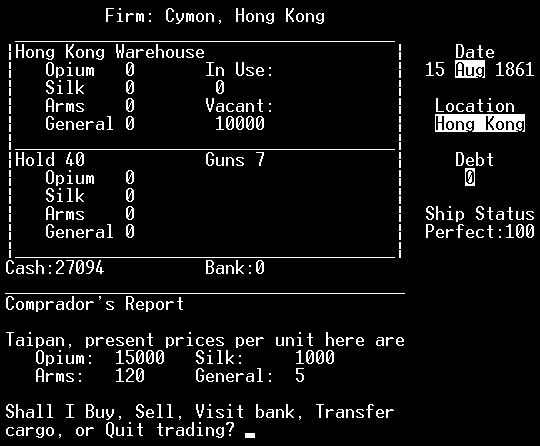 Firm: Cymon, Hong Kong
Hong Kong Warehouse
Opium 0 In Use:
Silk 0 0
Arms 0 Vacant:
General 0 10000
Hold 40 Guns 7
Opium 0
Silk 0
Arms 0
General 0
Cash:27094 Bank:0
Date
15 Aug 1861
Location
Hong Kong
Debt
0
Ship Status
Perfect:100
Comprador's Report
Taipan, present prices per unit here are
Opium: 15000 Silk: 1000
Arms: 120 General: 5
Shall I Buy, Sell, Visit bank, Transfer
cargo, or Quit trading?